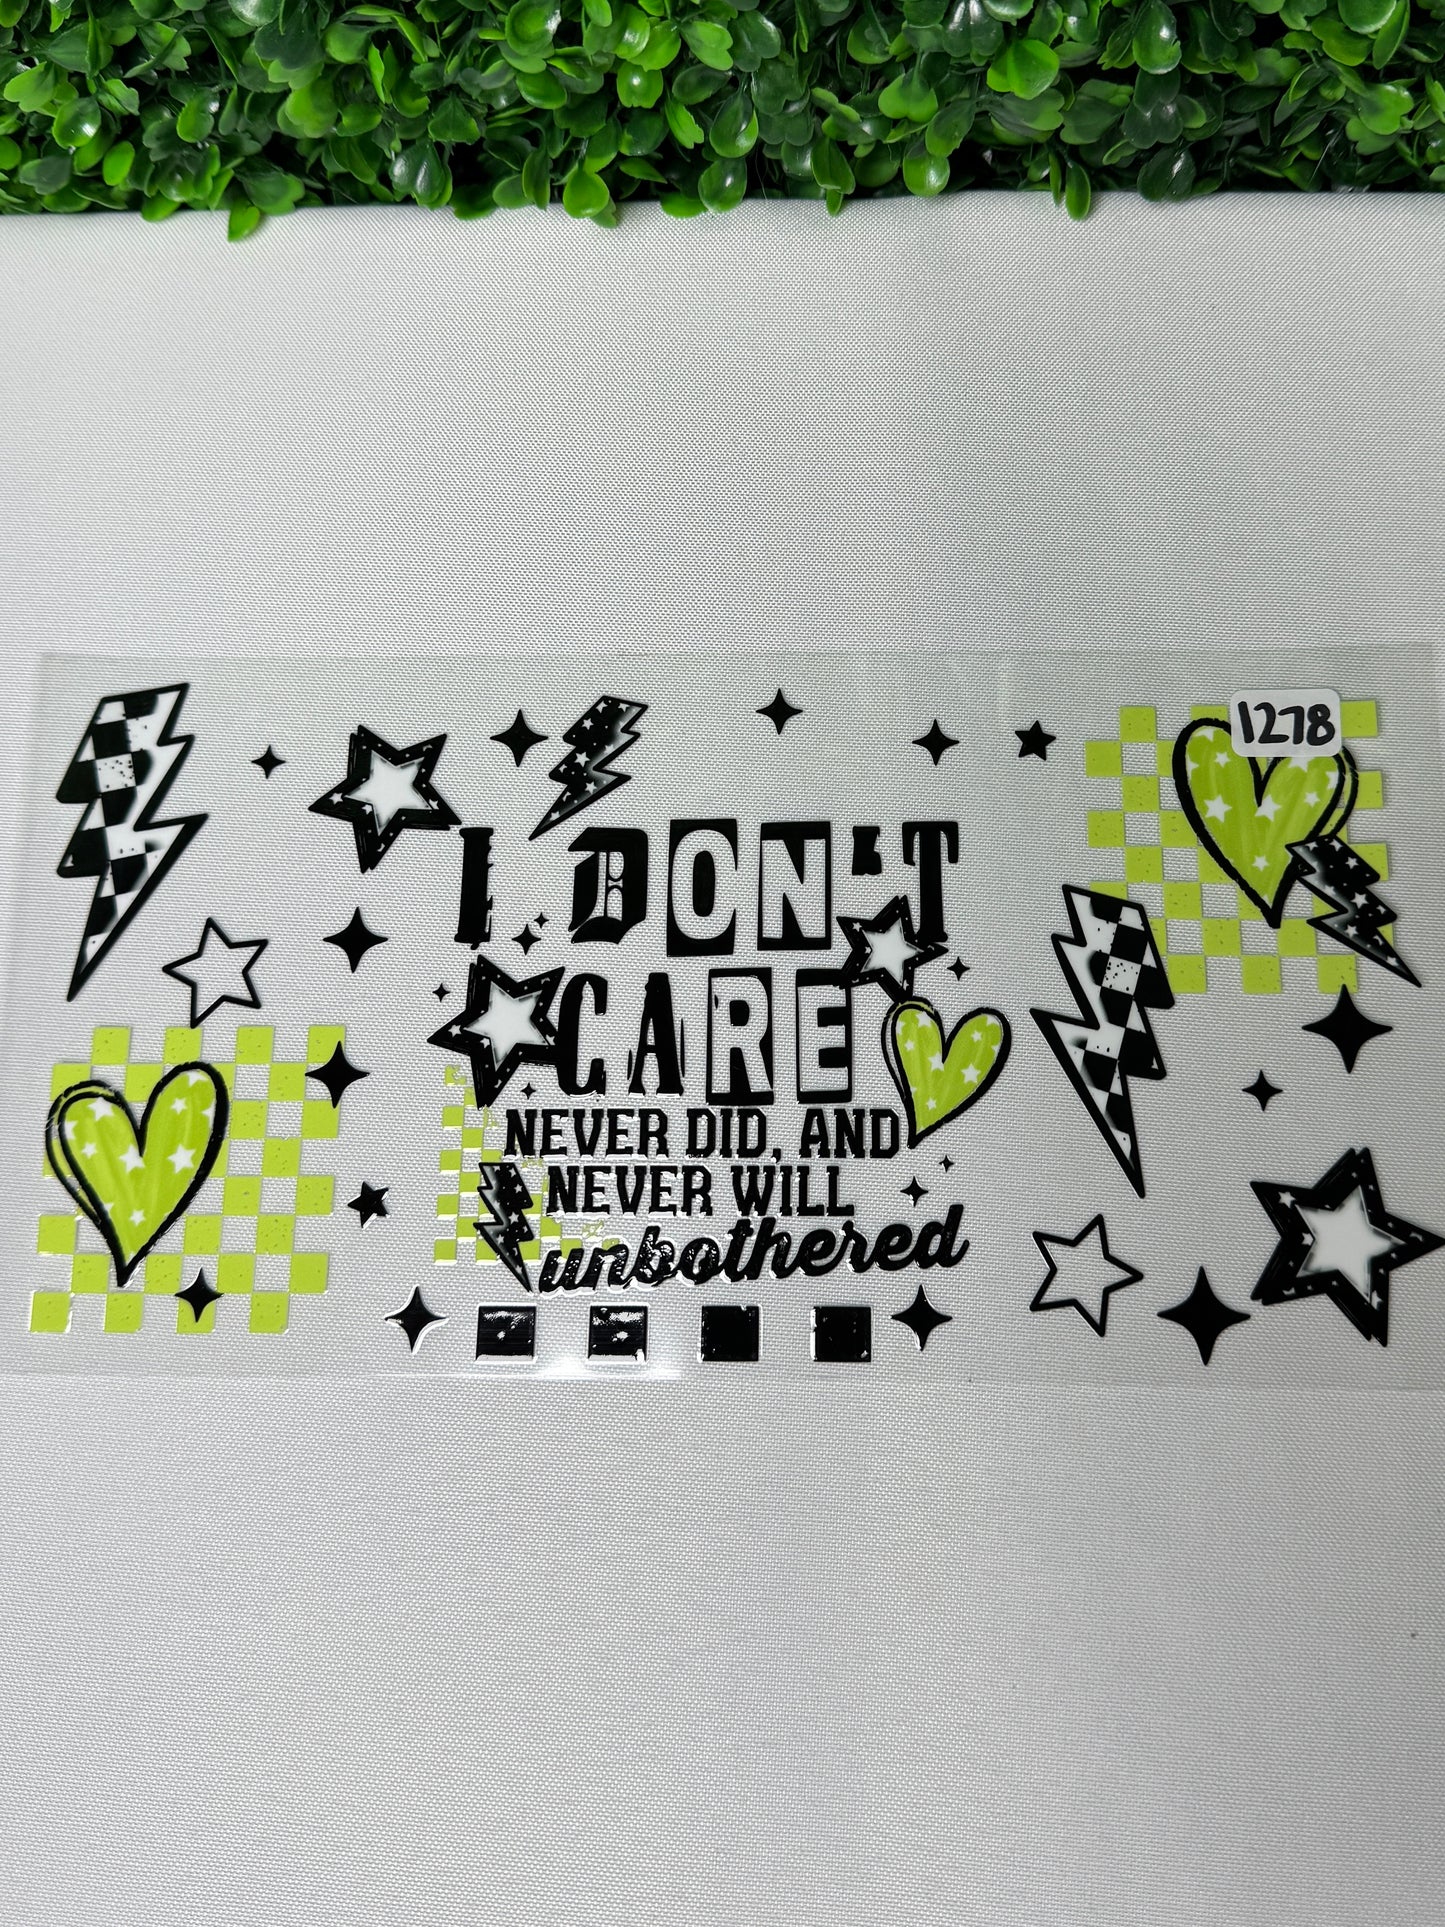 1278
I DON'T
CARE
NEVER DID, AND
NEVER WILL
unbothered